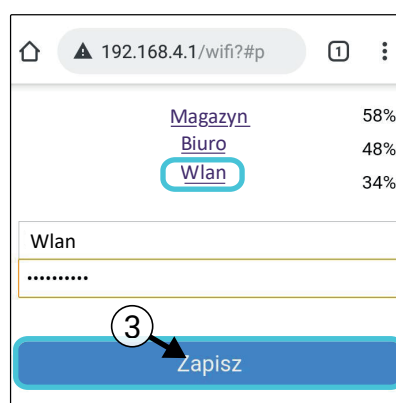 192.168.4.1/wifi?#p 1
Magazyn 58%
Biuro 48%
Wlan 34%
Wlan
••••••••••
3
Zapisz